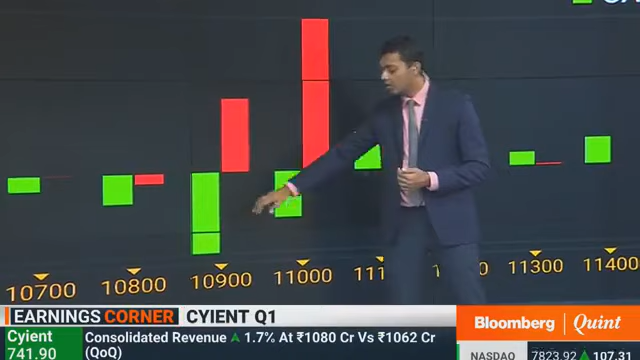 10700
10800
10900
11000
11300
11400
EARNINGS CORNER CYIENT Q1
Bloomberg | Quint
Cyient
741.90
Consolidated Revenue ▲ 1.7% At ₹1080 Cr Vs ₹1062 Cr
(QoQ)
NASDAQ 7823.92 ▲ 107.31